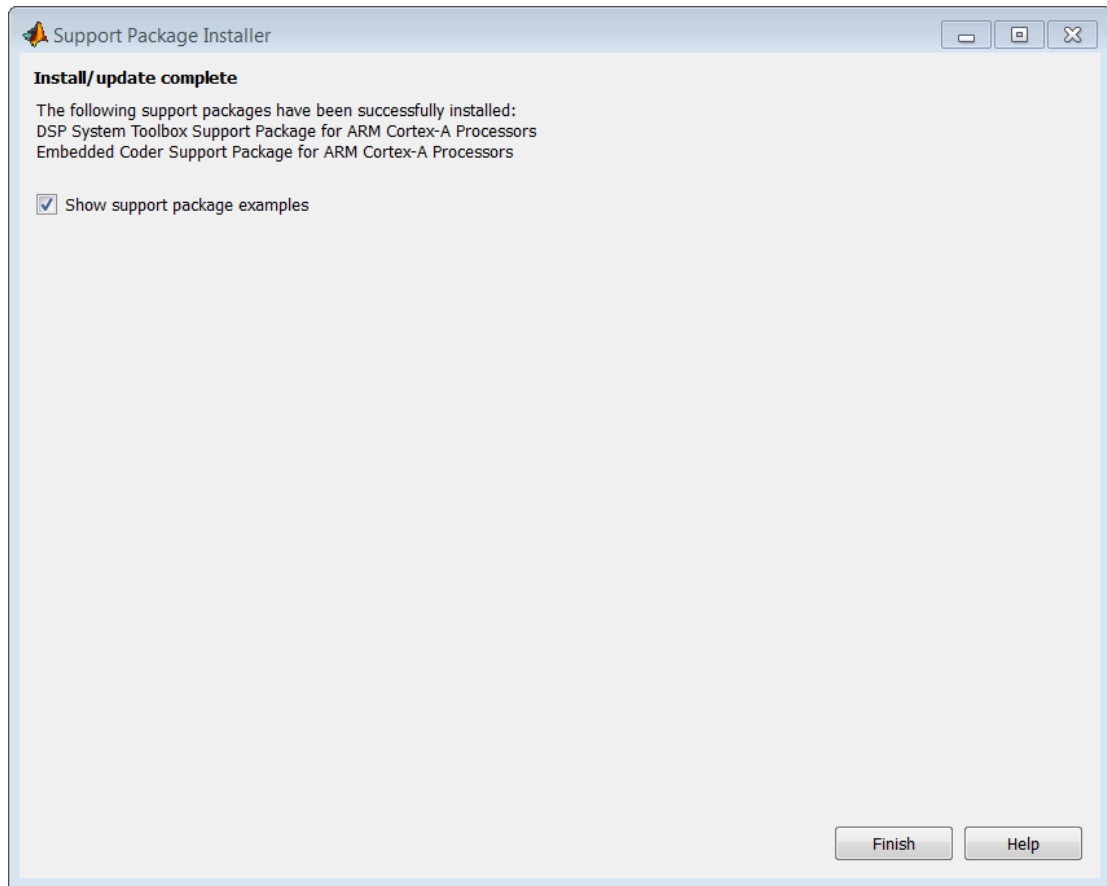 Support Package Installer
Install/update complete
The following support packages have been successfully installed:
DSP System Toolbox Support Package for ARM Cortex-A Processors
Embedded Coder Support Package for ARM Cortex-A Processors
Show support package examples
Finish Help